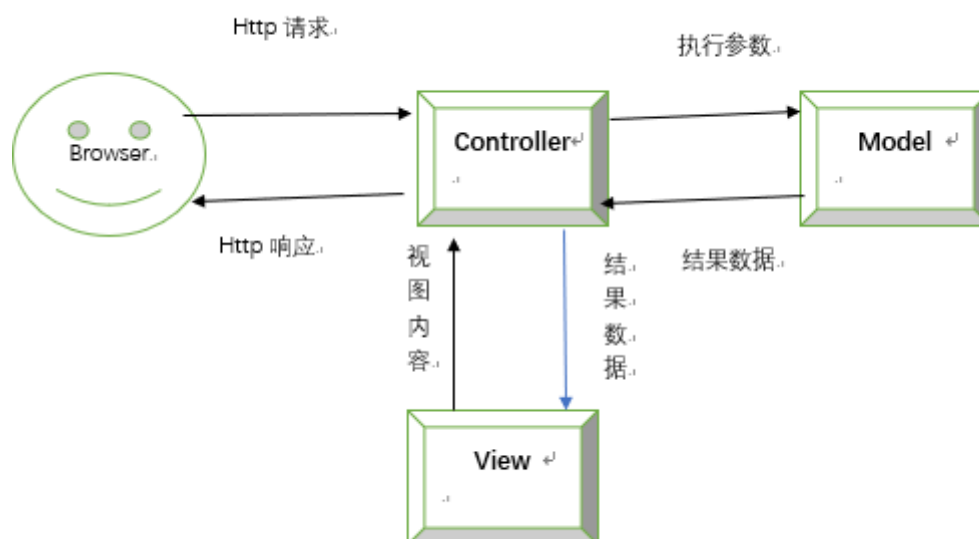 Http 请求
执行参数
Browser
Controller
Model
Http 响应
视图内容
结果数据
结果数据
View